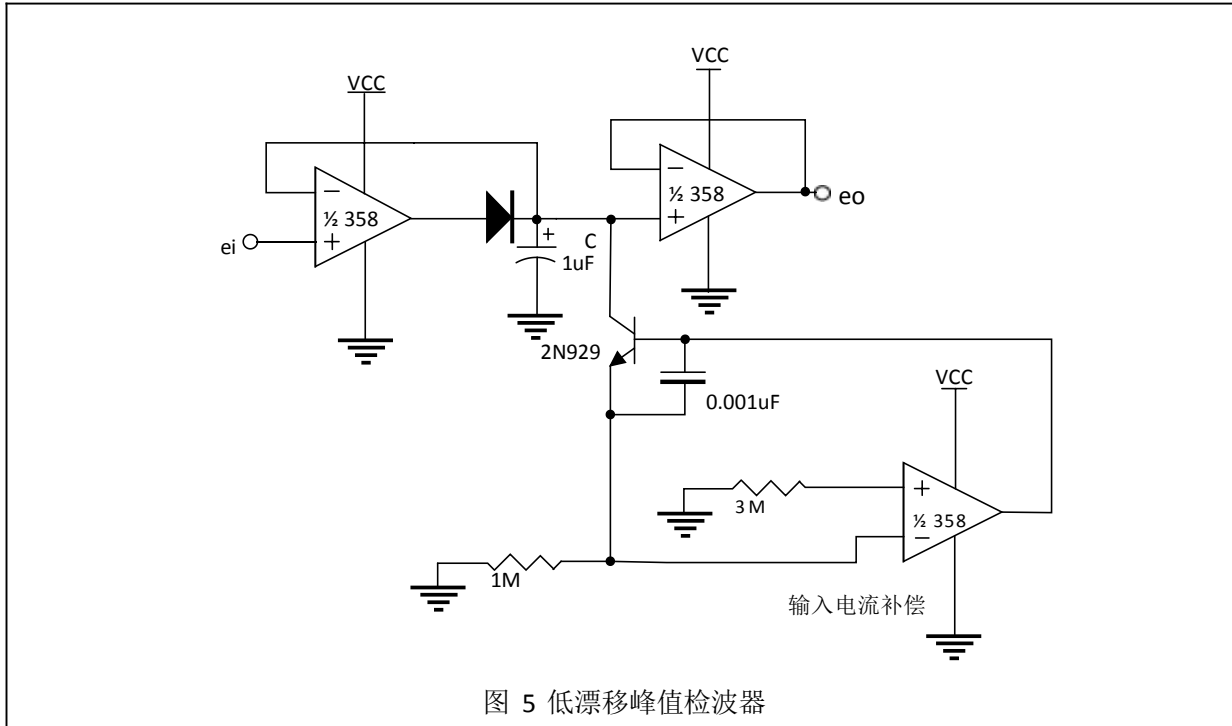 VCC
VCC
½ 358
½ 358
ei
eo
C
1uF
2N929
0.001uF
VCC
3 M
½ 358
1M
输入电流补偿
图 5 低漂移峰值检波器